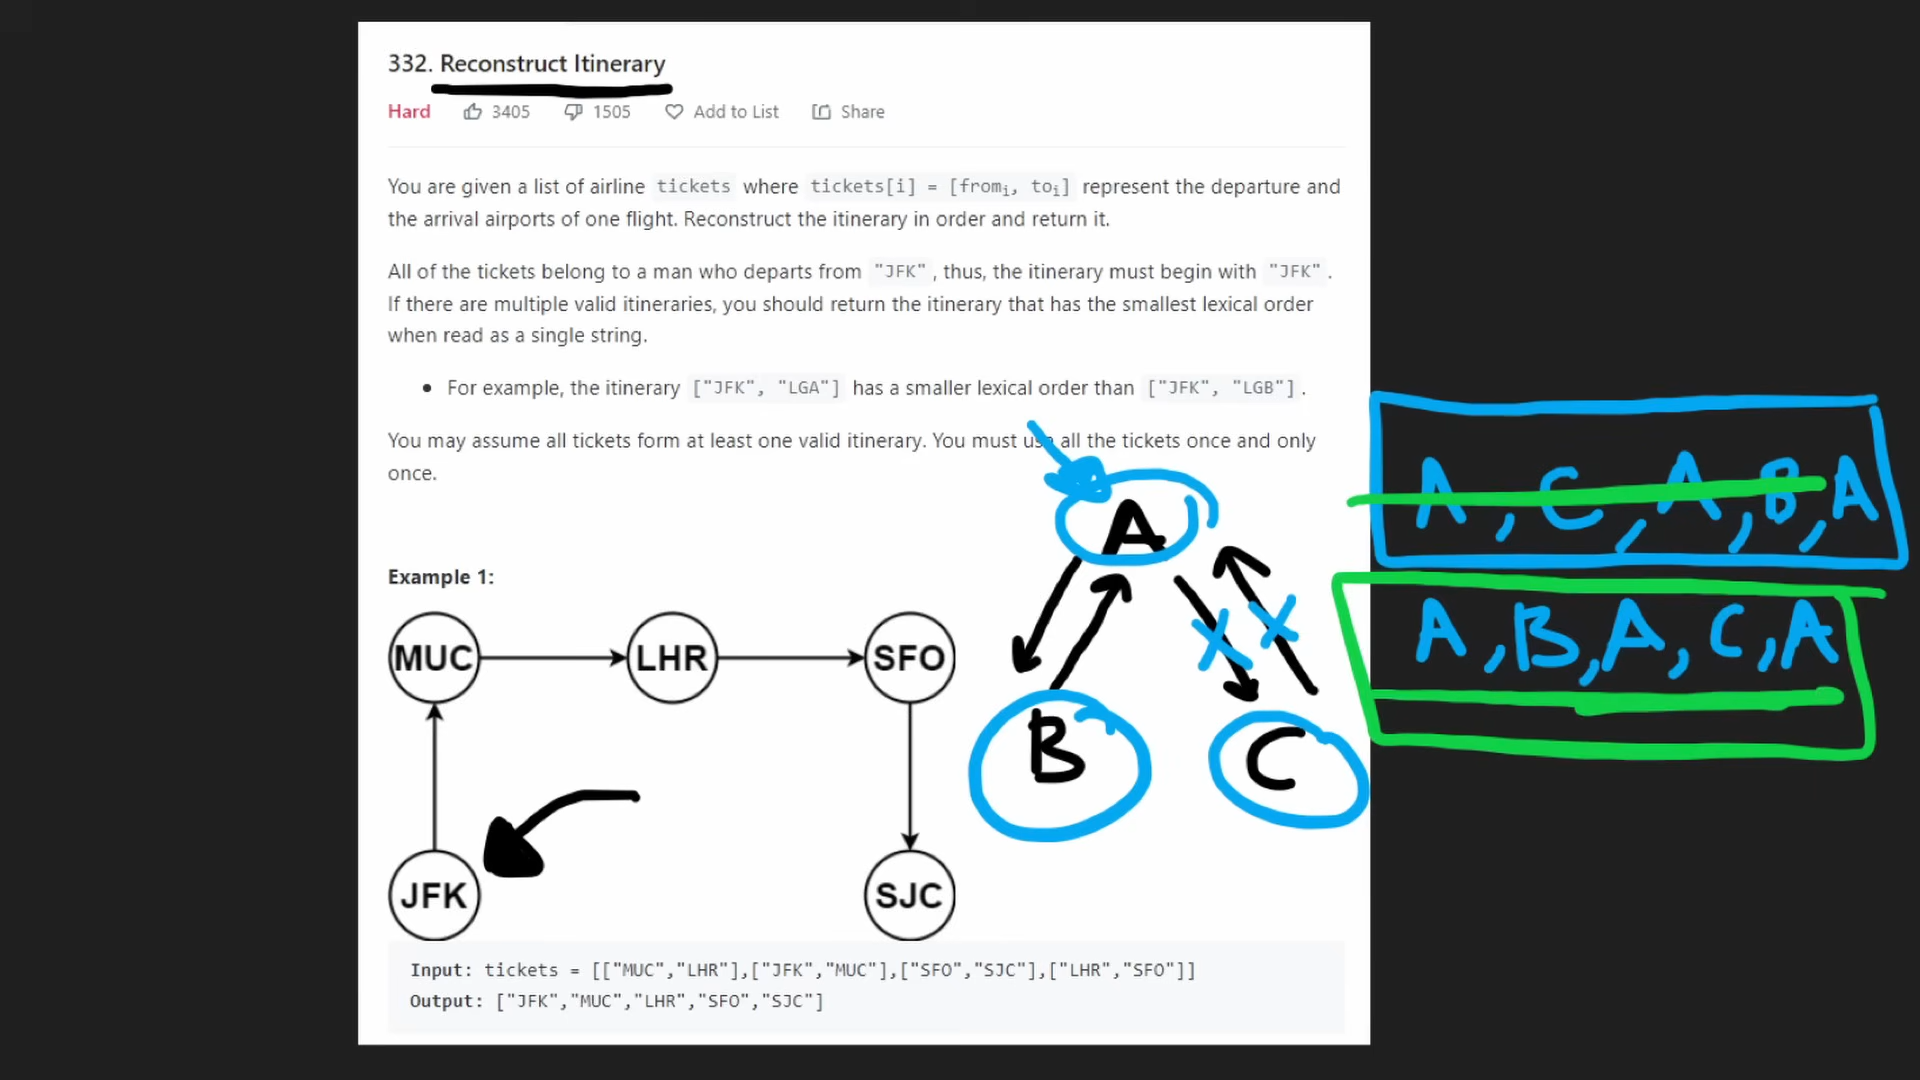 332. Reconstruct Itinerary
Hard 3405 1505 Add to List Share
You are given a list of airline tickets where tickets[i] = [fromi, toi] represent the departure and
the arrival airports of one flight. Reconstruct the itinerary in order and return it.
All of the tickets belong to a man who departs from "JFK", thus, the itinerary must begin with "JFK".
If there are multiple valid itineraries, you should return the itinerary that has the smallest lexical order
when read as a single string.
• For example, the itinerary ["JFK", "LGA"] has a smaller lexical order than ["JFK", "LGB"].
You may assume all tickets form at least one valid itinerary. You must use all the tickets once and only
once.
A, C, A, B, A
A
Example 1:
A, B, A, C, A
MUC LHR SFO
B C
JFK SJC
Input: tickets = [["MUC","LHR"],["JFK","MUC"],["SFO","SJC"],["LHR","SFO"]]
Output: ["JFK","MUC","LHR","SFO","SJC"]